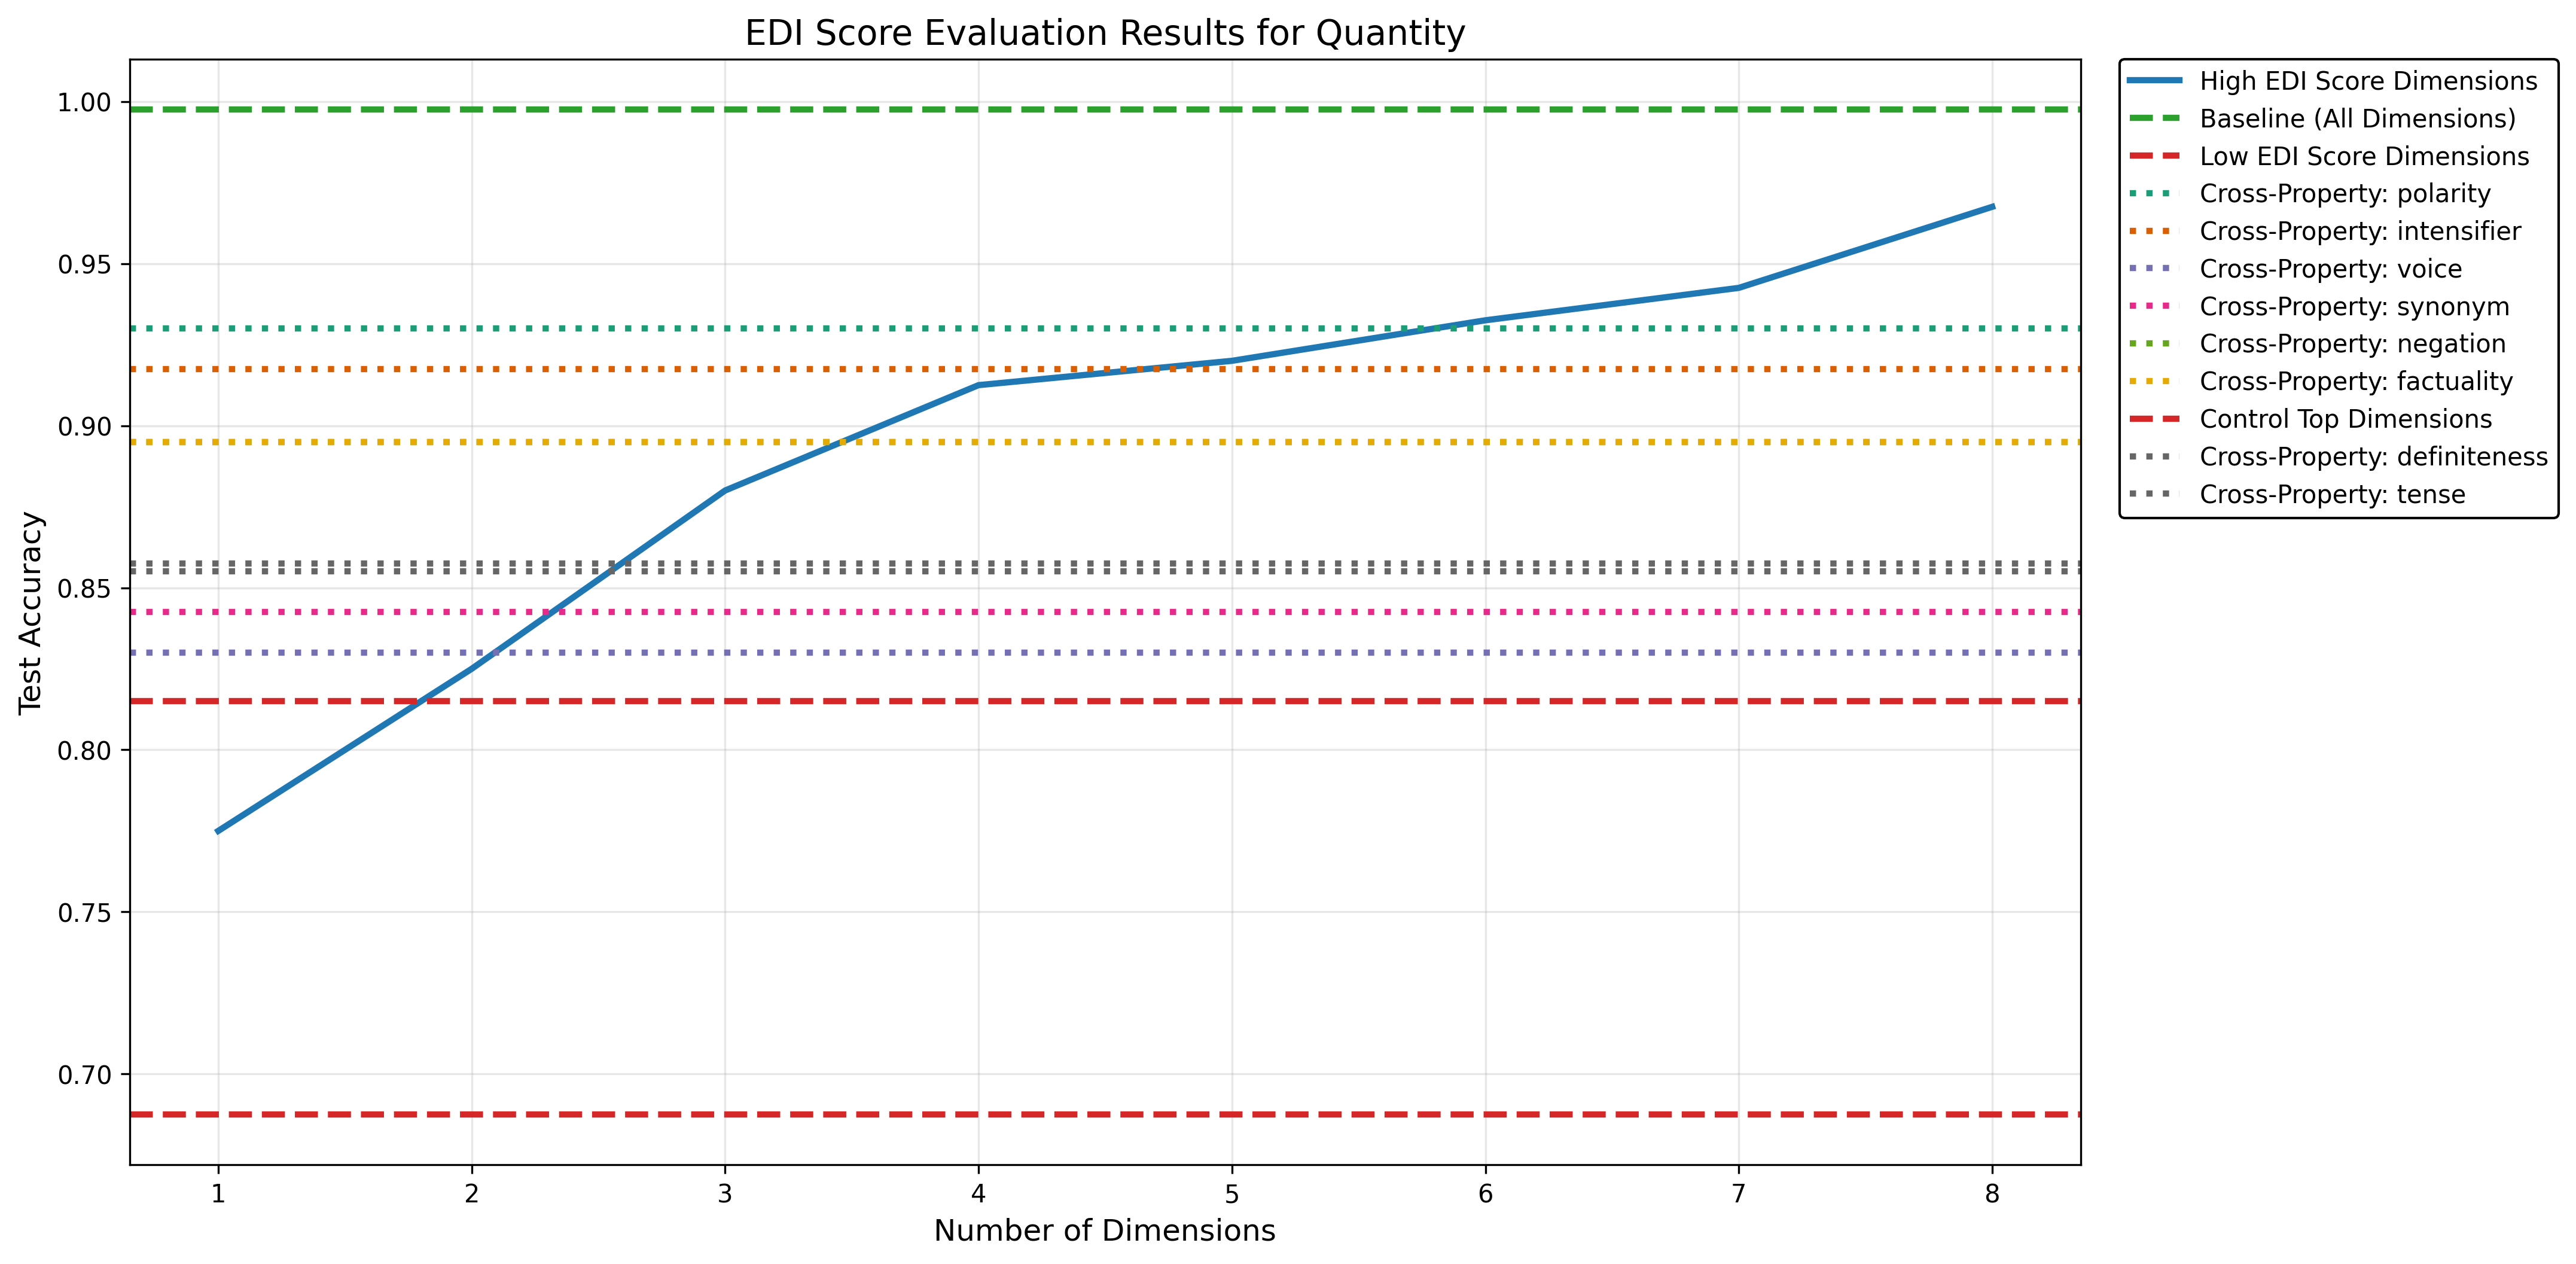 EDI Score Evaluation Results for Quantity
Test Accuracy
1.00
0.95
0.90
0.85
0.80
0.75
0.70
1 2 3 4 5 6 7 8
Number of Dimensions
High EDI Score Dimensions
Baseline (All Dimensions)
Low EDI Score Dimensions
Cross-Property: polarity
Cross-Property: intensifier
Cross-Property: voice
Cross-Property: synonym
Cross-Property: negation
Cross-Property: factuality
Control Top Dimensions
Cross-Property: definiteness
Cross-Property: tense